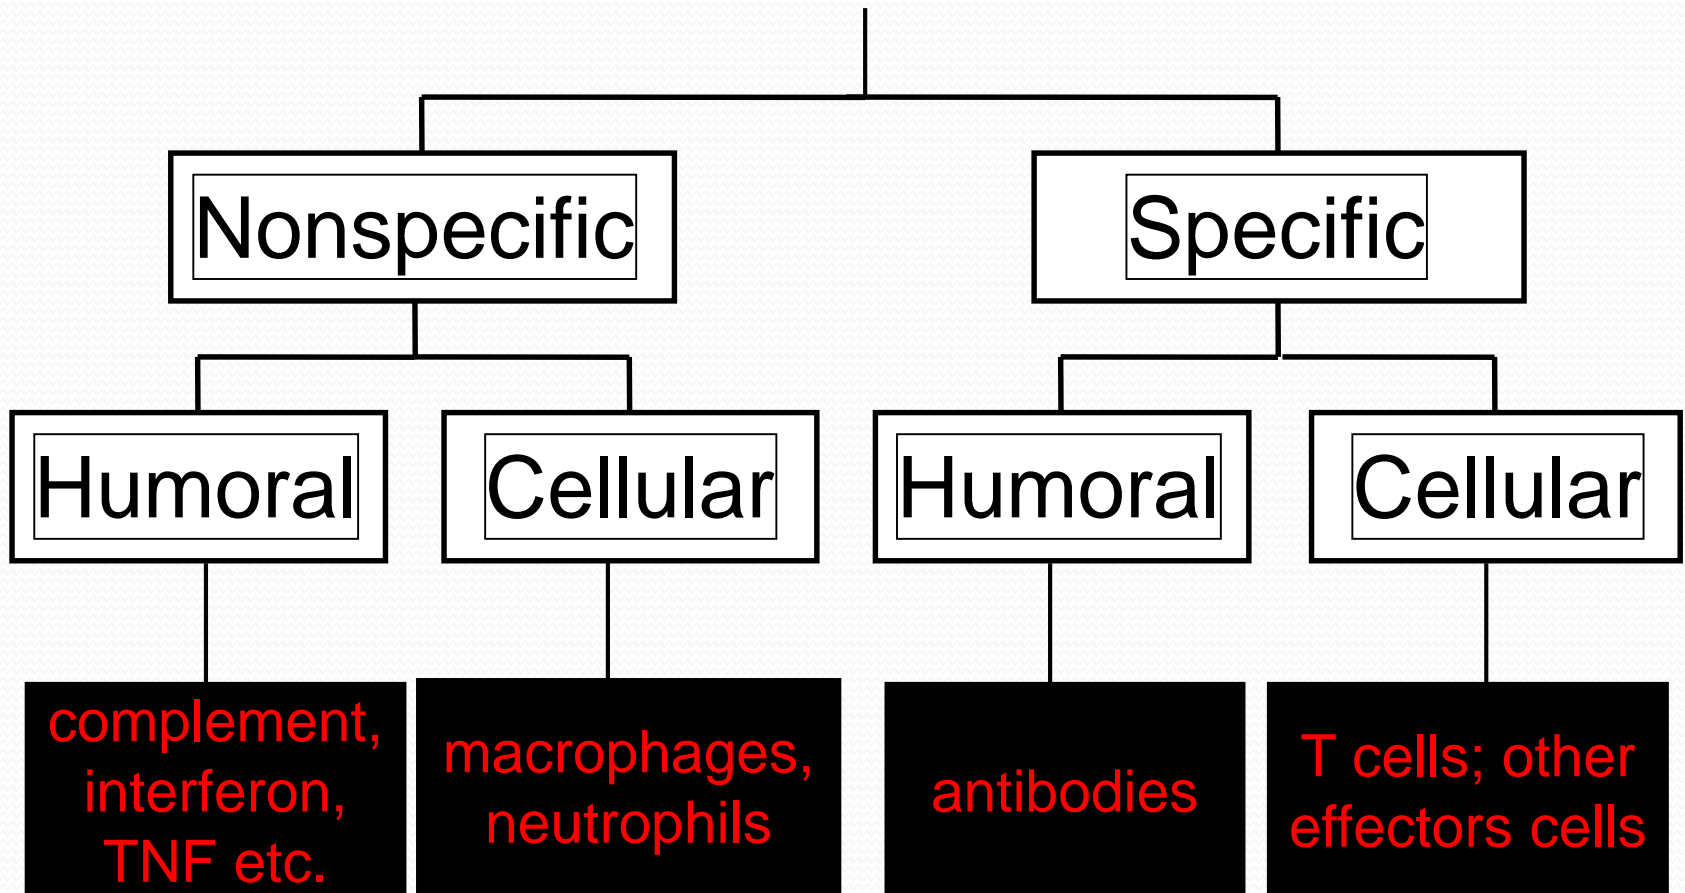 Nonspecific
Specific
Humoral
Cellular
Humoral
Cellular
complement,
interferon,
TNF etc.
macrophages,
neutrophils
antibodies
T cells; other
effectors cells